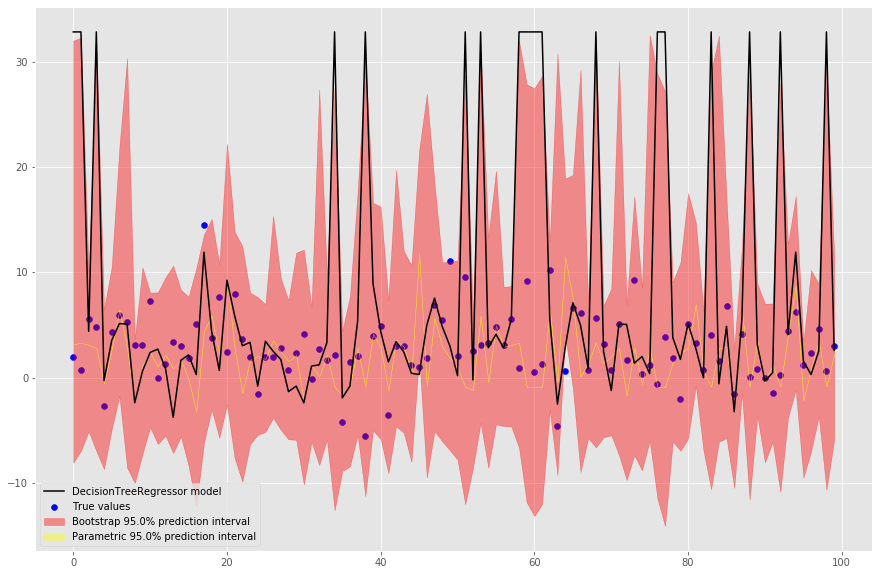 30
20
10
0
−10
DecisionTreeRegressor model
True values
Bootstrap 95.0% prediction interval
Parametric 95.0% prediction interval
0 20 40 60 80 100